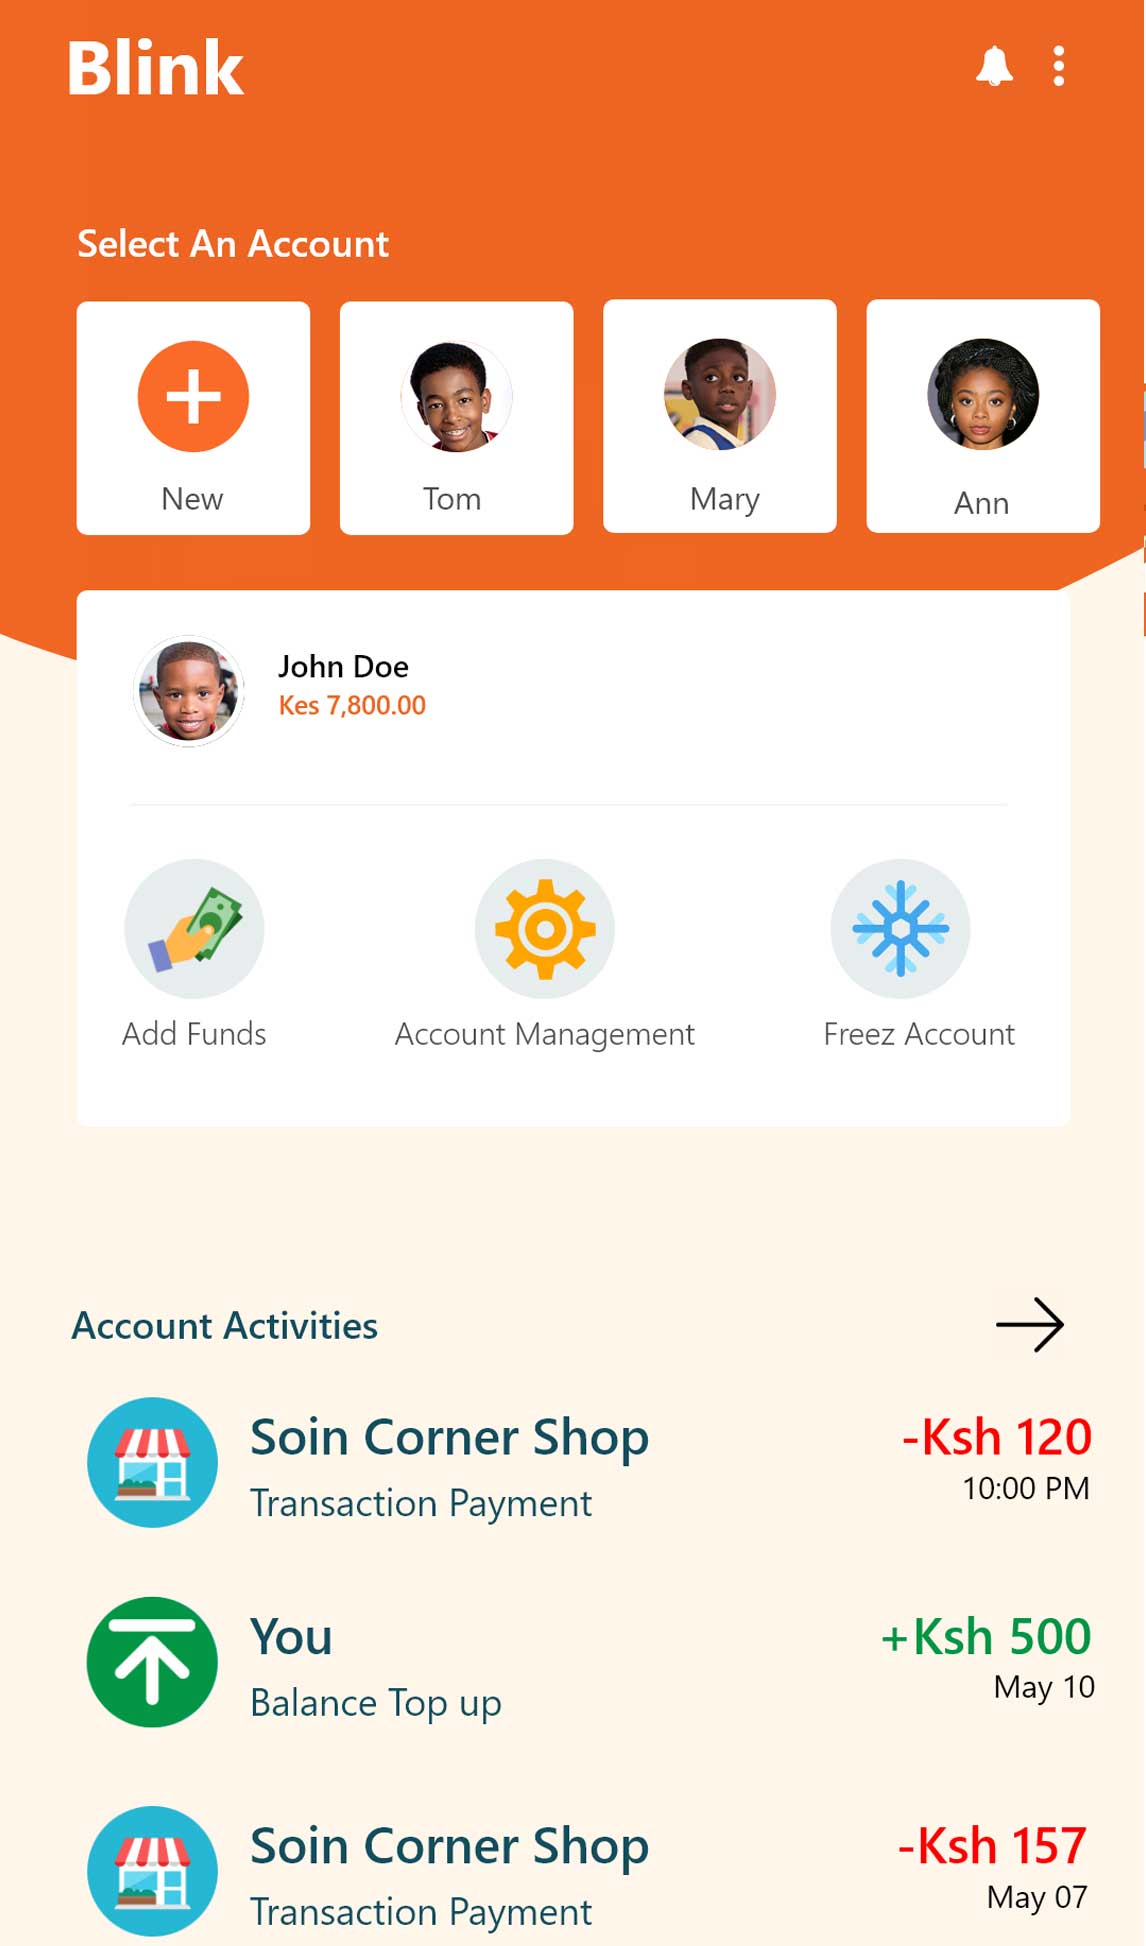 Blink
Select An Account
New
Tom
Mary
Ann
John Doe
Kes 7,800.00
Add Funds
Account Management
Freez Account
Account Activities
Soin Corner Shop
-Ksh 120
Transaction Payment
10:00 PM
You
+Ksh 500
Balance Top up
May 10
Soin Corner Shop
-Ksh 157
Transaction Payment
May 07